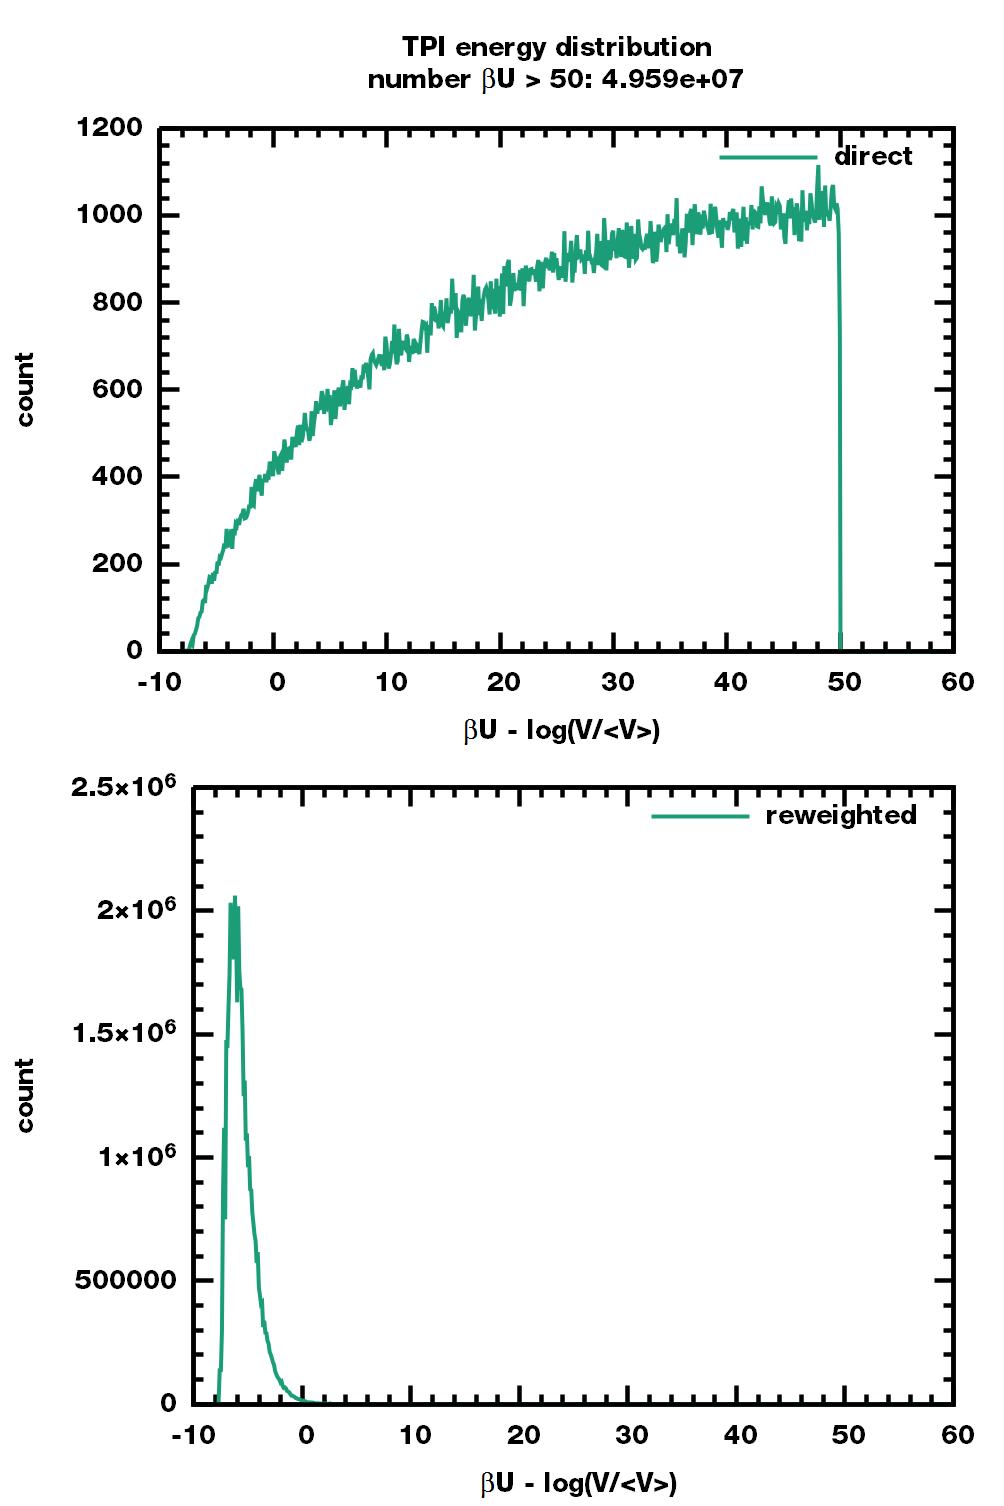 TPI energy distribution
number βU > 50: 4.959e+07
1200
direct
1000
800
count
600
400
200
0
-10 0 10 20 30 40 50 60
βU - log(V/<V>)
2.5×10⁶
reweighted
2×10⁶
1.5×10⁶
count
1×10⁶
500000
0
-10 0 10 20 30 40 50 60
βU - log(V/<V>)